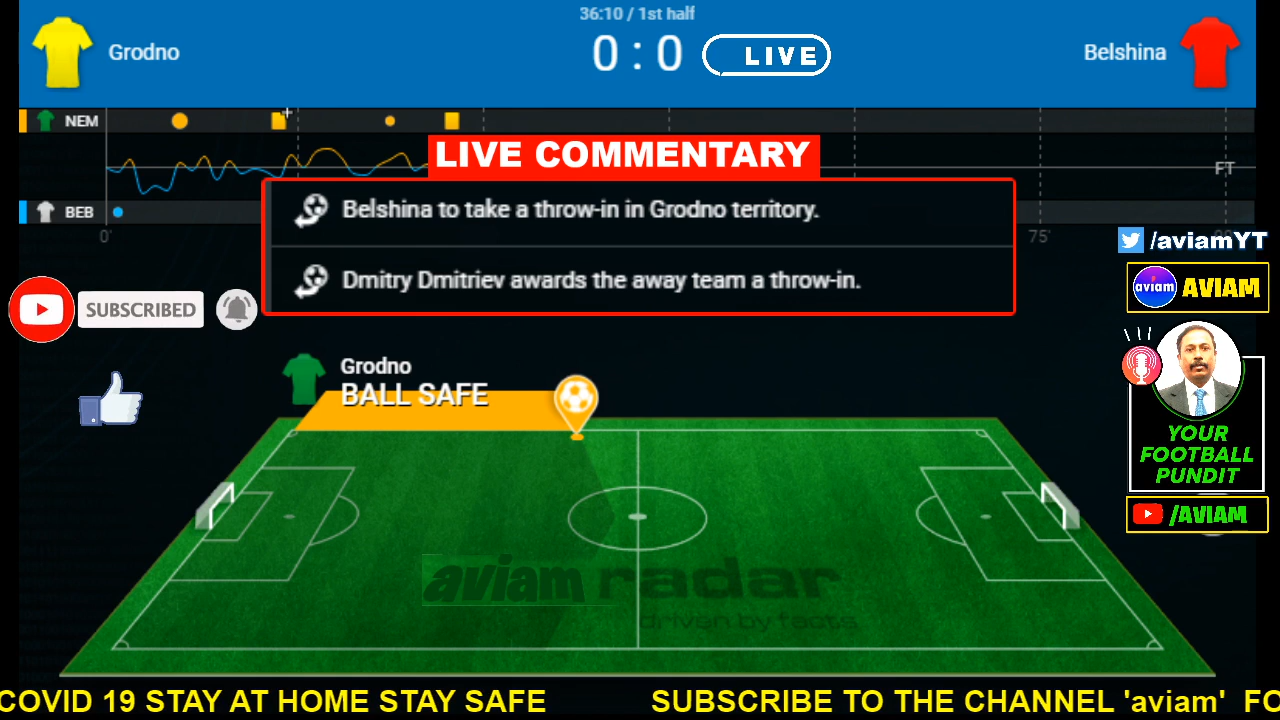 36:10 / 1st half
Grodno
0 : 0
LIVE
Belshina
NEM
LIVE COMMENTARY
FT
Belshina to take a throw-in in Grodno territory.
BEB
0'
75'
/aviamYT
Dmitry Dmitriev awards the away team a throw-in.
aviam AVIAM
SUBSCRIBED
Grodno
BALL SAFE
YOUR
FOOTBALL
PUNDIT
/AVIAM
aviam radar
driven by facts
COVID 19 STAY AT HOME STAY SAFE SUBSCRIBE TO THE CHANNEL 'aviam' FO